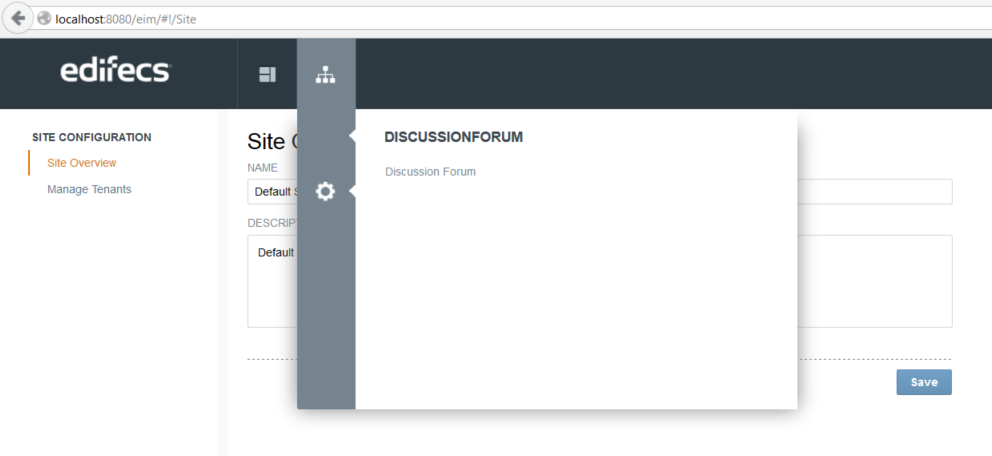 localhost:8080/eim/#!/Site
edifecs
SITE CONFIGURATION
Site Overview
Manage Tenants
Site
NAME
Default
DESCRIP
Default
DISCUSSIONFORUM
Discussion Forum
Save